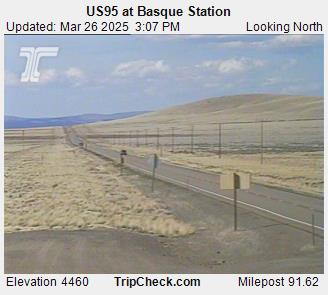 US95 at Basque Station
Updated: Mar 26 2025  3:07 PM
Looking North
Elevation 4460
TripCheck.com
Milepost 91.62